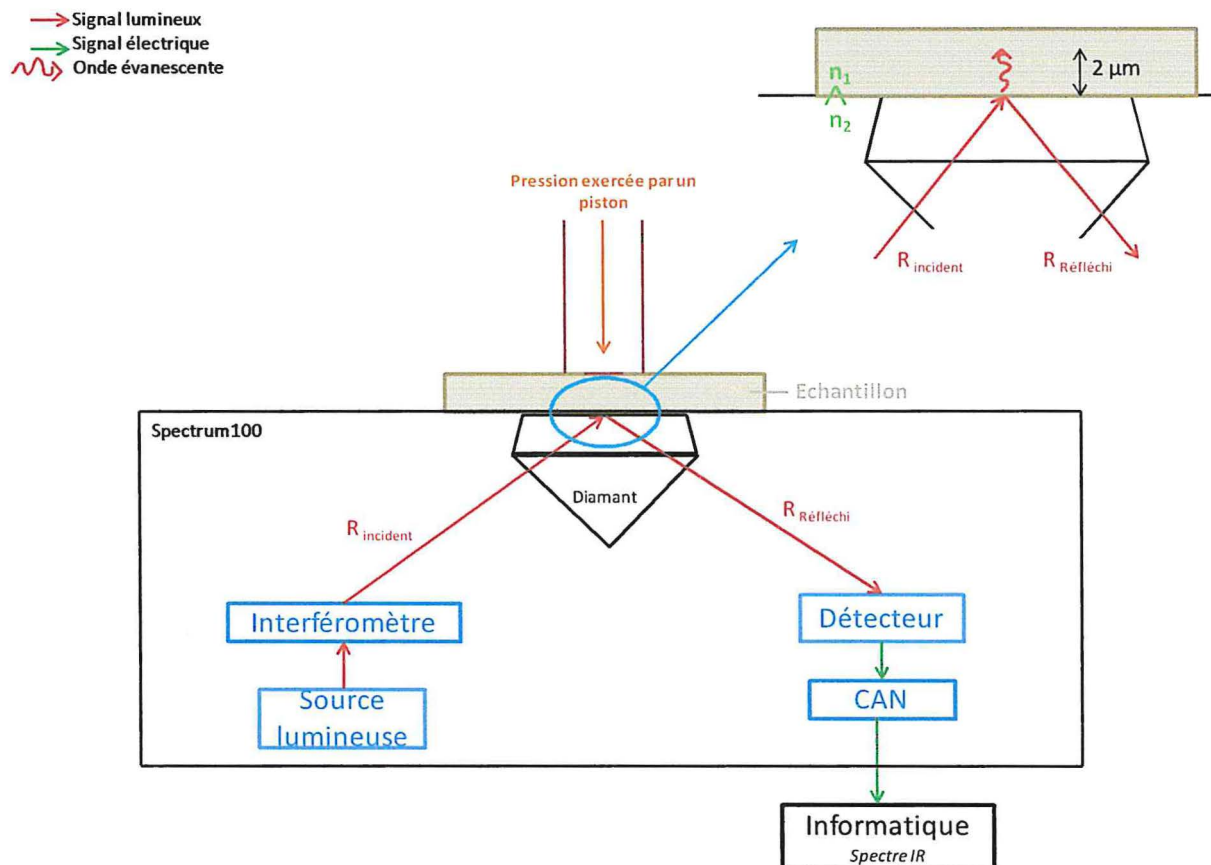 Signal lumineux
Signal électrique
Onde évanescente
n1
n2
2 µm
R incident
R Réfléchi
Pression exercée par un
piston
Echantillon
Spectrum100
Diamant
R incident
R Réfléchi
Interféromètre
Source
lumineuse
Détecteur
CAN
Informatique
Spectre IR